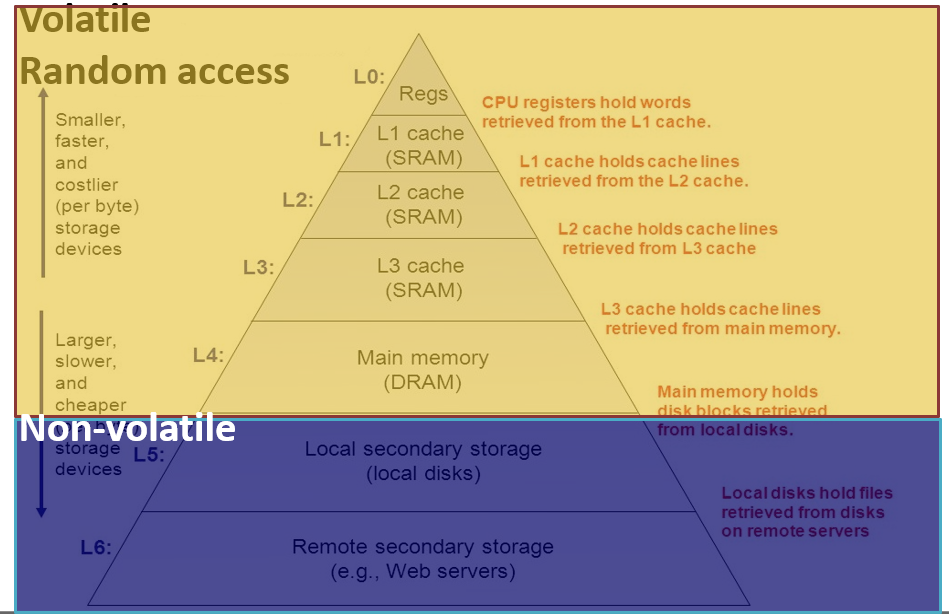 Volatile
Random access
Smaller,
faster,
and
costlier
(per byte)
storage
devices
Larger,
slower,
and
cheaper
storage
devices
Non-volatile
L0:
Regs
CPU registers hold words
retrieved from the L1 cache.
L1:
L1 cache
(SRAM)
L1 cache holds cache lines
retrieved from the L2 cache.
L2:
L2 cache
(SRAM)
L2 cache holds cache lines
retrieved from L3 cache
L3:
L3 cache
(SRAM)
L3 cache holds cache lines
retrieved from main memory.
L4:
Main memory
(DRAM)
Main memory holds
disk blocks retrieved
from local disks.
L5:
Local secondary storage
(local disks)
Local disks hold files
retrieved from disks
on remote servers
L6:
Remote secondary storage
(e.g., Web servers)